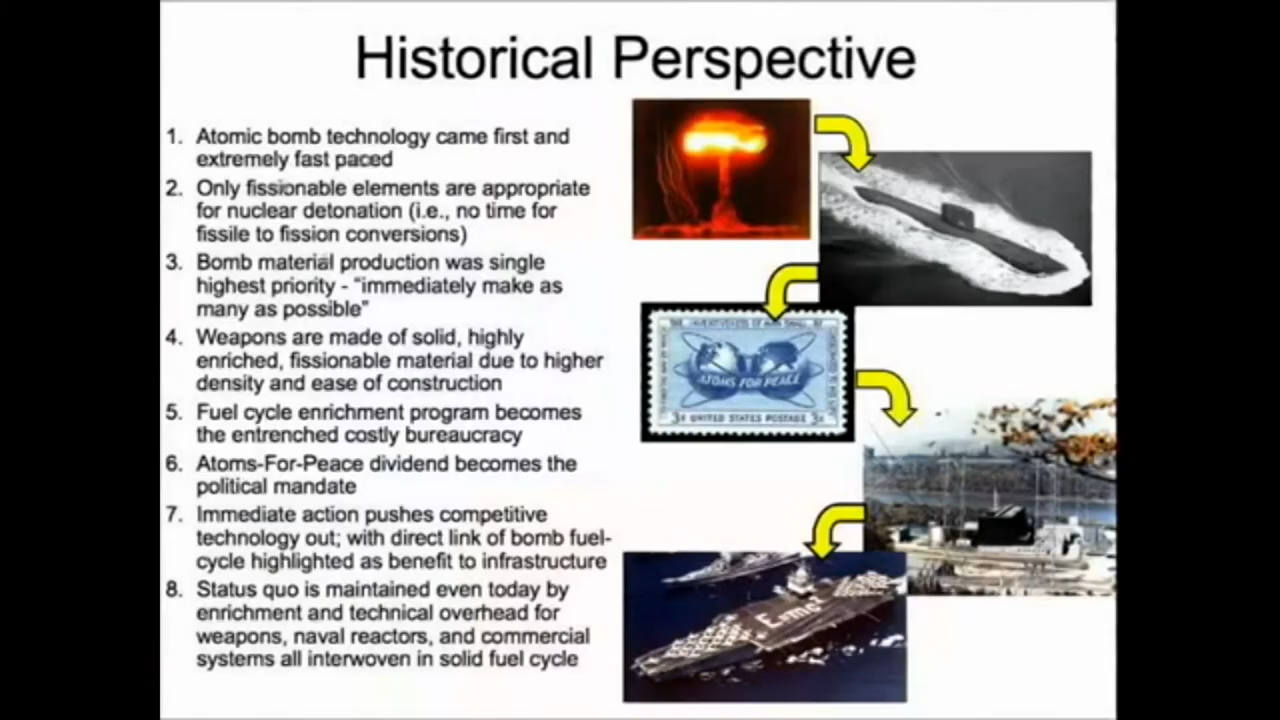 Historical Perspective
1. Atomic bomb technology came first and
extremely fast paced
2. Only fissionable elements are appropriate
for nuclear detonation (i.e., no time for
fissile to fission conversions)
3. Bomb material production was single
highest priority - “immediately make as
many as possible”
4. Weapons are made of solid, highly
enriched, fissionable material due to higher
density and ease of construction
5. Fuel cycle enrichment program becomes
the entrenched costly bureaucracy
6. Atoms-For-Peace dividend becomes the
political mandate
7. Immediate action pushes competitive
technology out; with direct link of bomb fuel-
cycle highlighted as benefit to infrastructure
8. Status quo is maintained even today by
enrichment and technical overhead for
weapons, naval reactors, and commercial
systems all interwoven in solid fuel cycle
ATOMS FOR PEACE
3¢ UNITED STATES POSTAGE 3¢
E=mc²